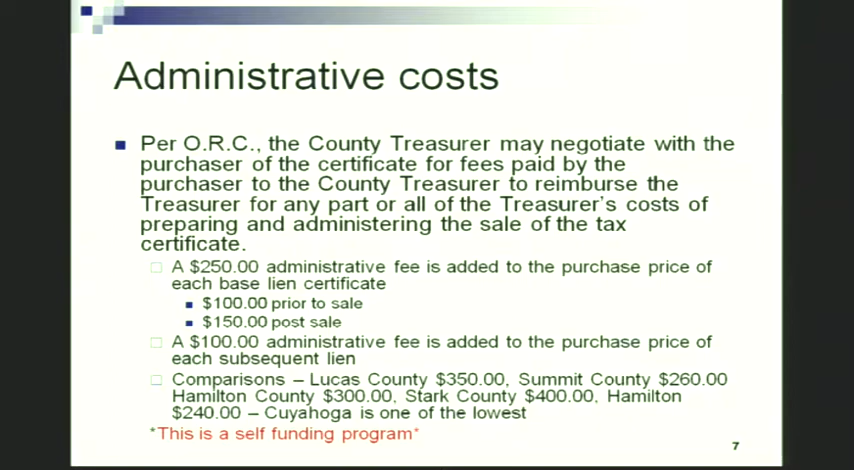 Administrative costs
Per O.R.C., the County Treasurer may negotiate with the
purchaser of the certificate for fees paid by the
purchaser to the County Treasurer to reimburse the
Treasurer for any part or all of the Treasurer's costs of
preparing and administering the sale of the tax
certificate.
A $250.00 administrative fee is added to the purchase price of
each base lien certificate
$100.00 prior to sale
$150.00 post sale
A $100.00 administrative fee is added to the purchase price of
each subsequent lien
Comparisons – Lucas County $350.00, Summit County $260.00
Hamilton County $300.00, Stark County $400.00, Hamilton
$240.00 – Cuyahoga is one of the lowest
*This is a self funding program*
7